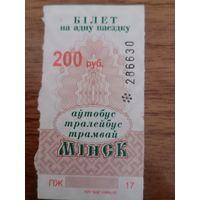 БІЛЕТ
на адну паездку
200 руб.
286630
аўтобус
тралейбус
трамвай
МІНСК
ПЖ 17